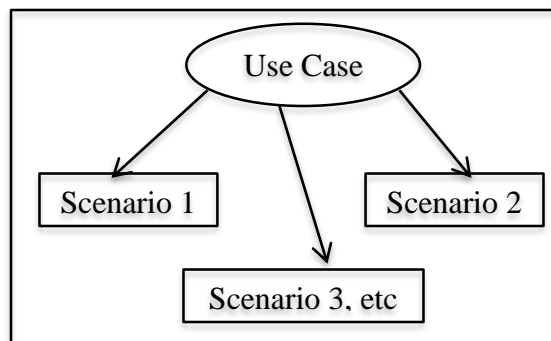 Use Case
Scenario 1
Scenario 2
Scenario 3, etc